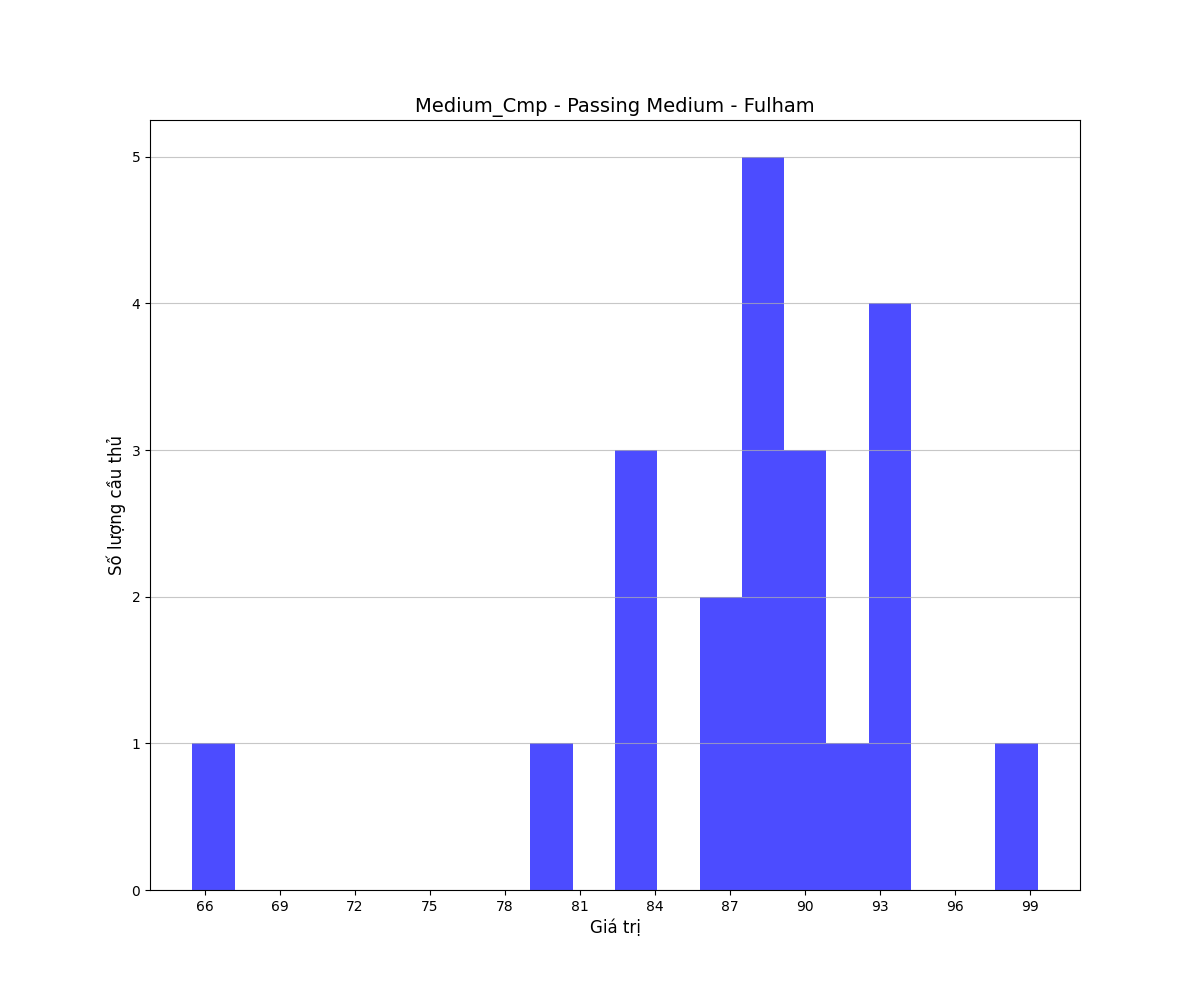 Medium_Cmp - Passing Medium - Fulham
5
4
3
2
1
0
Số lượng cầu thủ
66 69 72 75 78 81 84 87 90 93 96 99
Giá trị